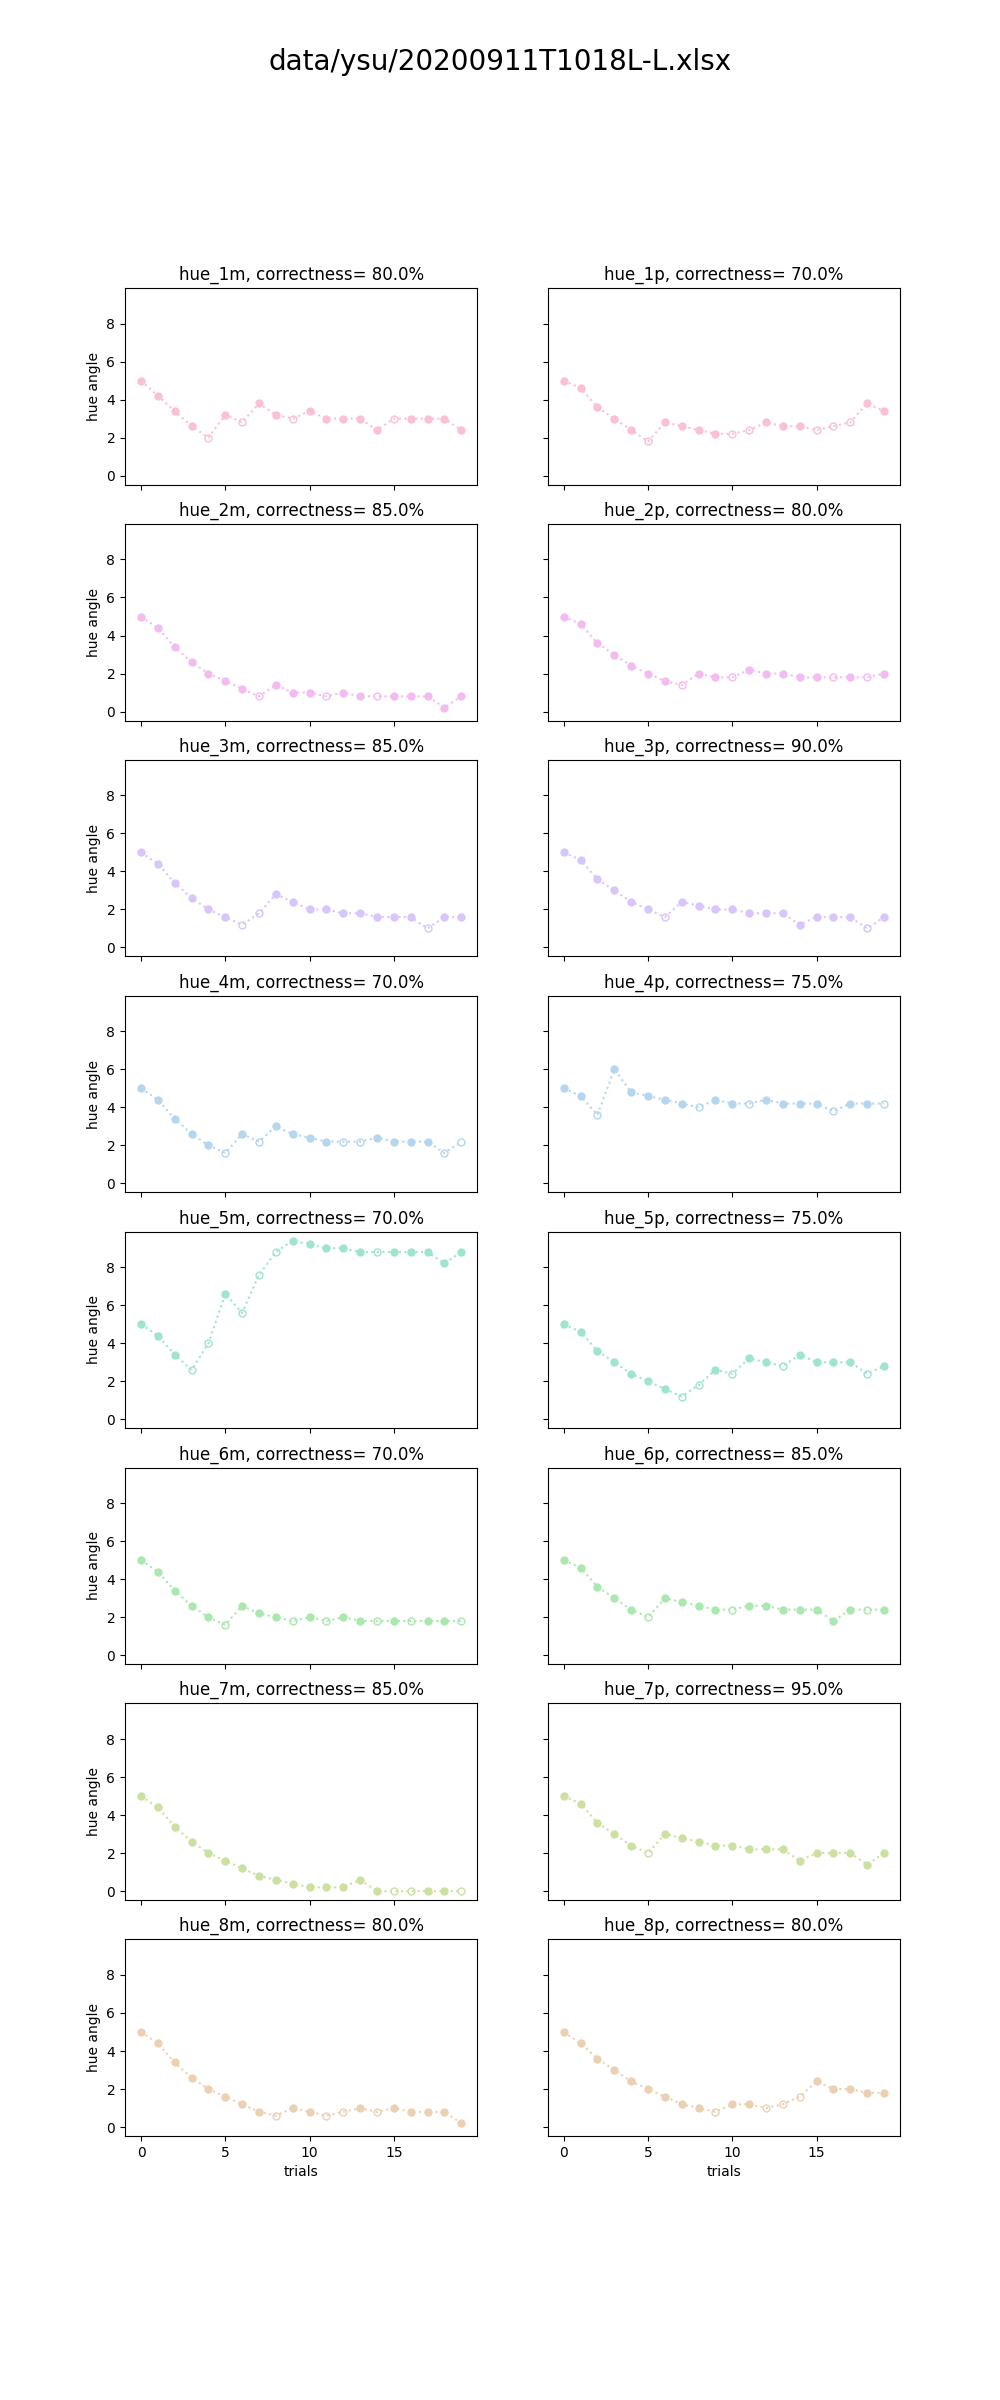 data/ysu/20200911T1018L-L.xlsx
hue_1m, correctness= 80.0%
hue_1p, correctness= 70.0%
8
6
4
2
0
hue angle
hue_2m, correctness= 85.0%
hue_2p, correctness= 80.0%
8
6
4
2
0
hue angle
hue_3m, correctness= 85.0%
hue_3p, correctness= 90.0%
8
6
4
2
0
hue angle
hue_4m, correctness= 70.0%
hue_4p, correctness= 75.0%
8
6
4
2
0
hue angle
hue_5m, correctness= 70.0%
hue_5p, correctness= 75.0%
8
6
4
2
0
hue angle
hue_6m, correctness= 70.0%
hue_6p, correctness= 85.0%
8
6
4
2
0
hue angle
hue_7m, correctness= 85.0%
hue_7p, correctness= 95.0%
8
6
4
2
0
hue angle
hue_8m, correctness= 80.0%
hue_8p, correctness= 80.0%
8
6
4
2
0
hue angle
0 5 10 15
trials
0 5 10 15
trials